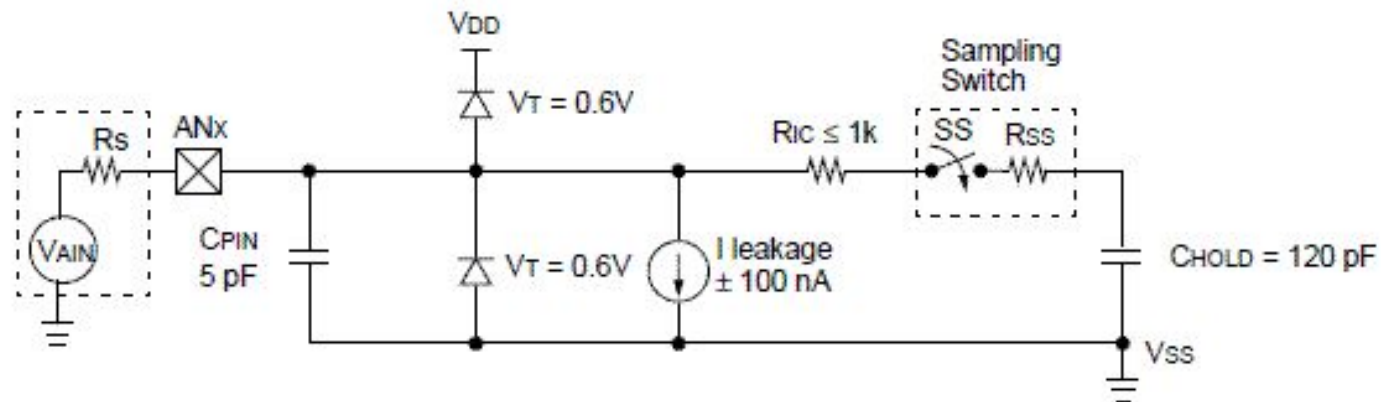 VDD
Sampling
Switch
VT = 0.6V
RS
ANx
RIC ≤ 1k
SS
RSS
VAIN
CPIN
5 pF
VT = 0.6V
I leakage
± 100 nA
CHOLD = 120 pF
VSS